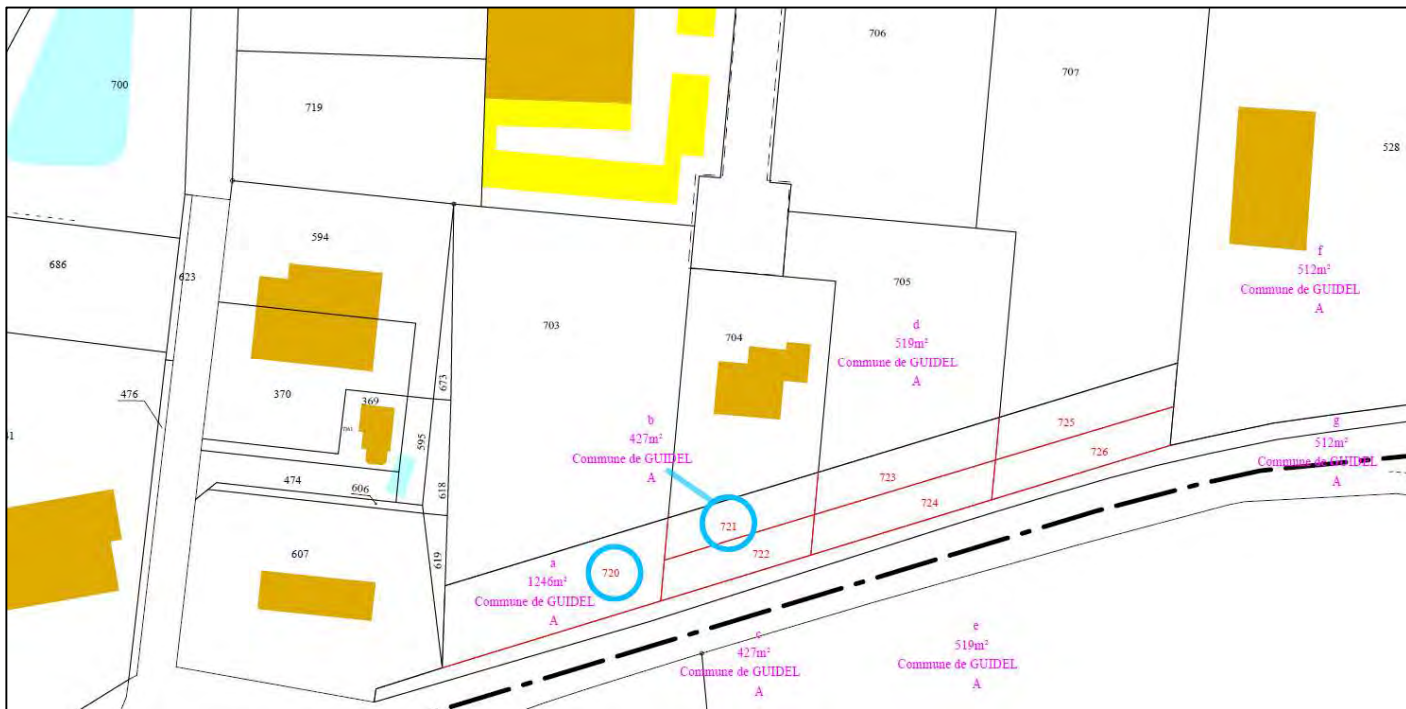 706
707
700
719
528
594
f
512m²
Commune de GUIDEL
A
686
623
703
705
704
d
519m²
Commune de GUIDEL
A
673
476
370
369
b
427m²
Commune de GUIDEL
A
595
725
g
512m²
Commune de GUIDEL
A
726
474
606
618
723
724
721
722
607
619
a
1246m²
Commune de GUIDEL
A
720
c
427m²
Commune de GUIDEL
A
e
519m²
Commune de GUIDEL
A